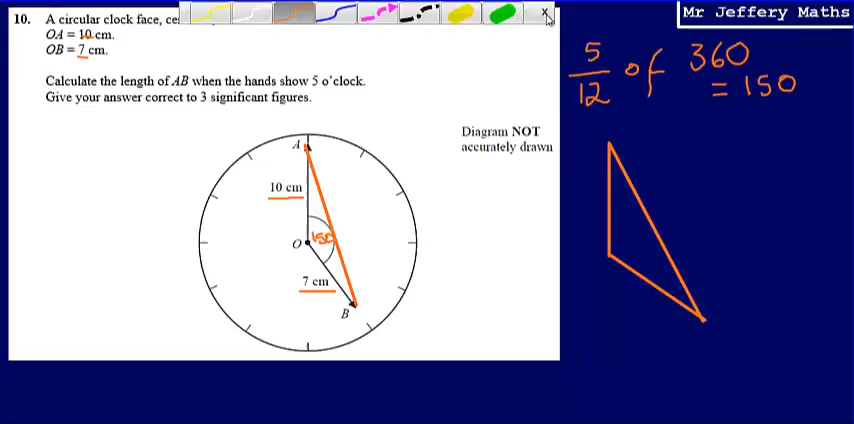 Mr Jeffery Maths
10. A circular clock face,
OA = 10 cm.
OB = 7 cm.
Calculate the length of AB when the hands show 5 o'clock.
Give your answer correct to 3 significant figures.
Diagram NOT
accurately drawn
A
10 cm
O
150
7 cm
B
5/12 of 360
= 150